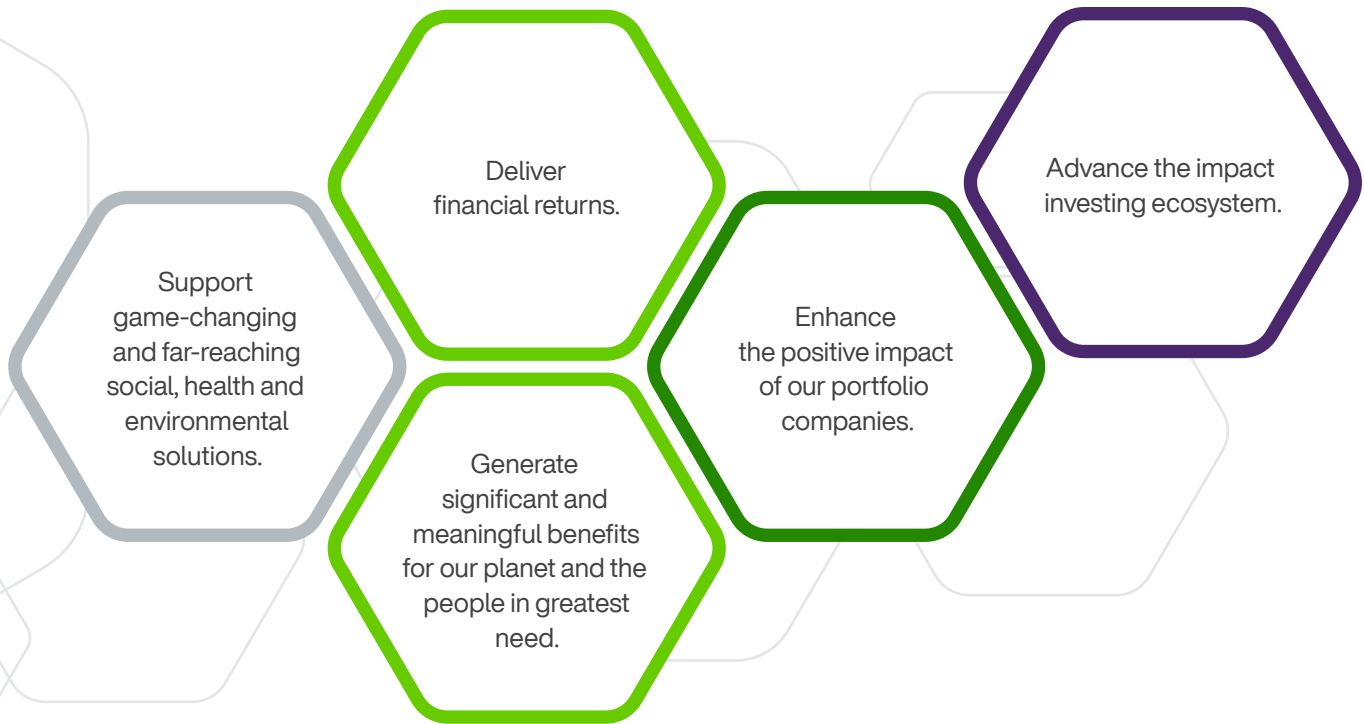 Support
game-changing
and far-reaching
social, health and
environmental
solutions.
Deliver
financial returns.
Generate
significant and
meaningful benefits
for our planet and the
people in greatest
need.
Enhance
the positive impact
of our portfolio
companies.
Advance the impact
investing ecosystem.